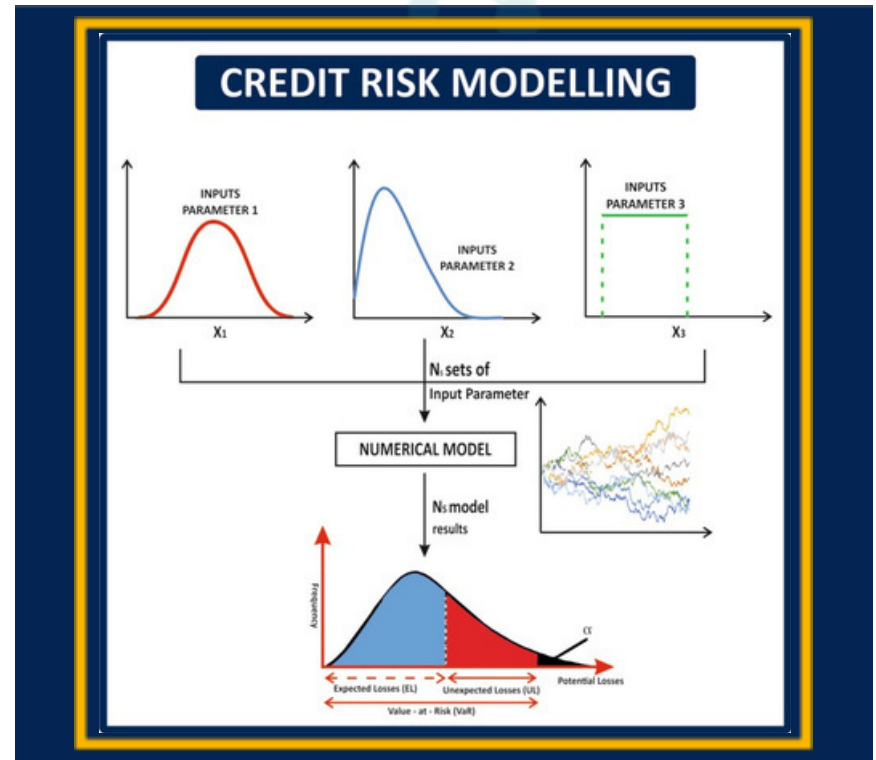 CREDIT RISK MODELLING
INPUTS
PARAMETER 1
X1
INPUTS
PARAMETER 2
X2
INPUTS
PARAMETER 3
X3
Ns sets of
Input Parameter
NUMERICAL MODEL
Ns model
results
Frequency
α
Potential Losses
Expected Losses (EL)
Unexpected Losses (UL)
Value - at - Risk (VaR)